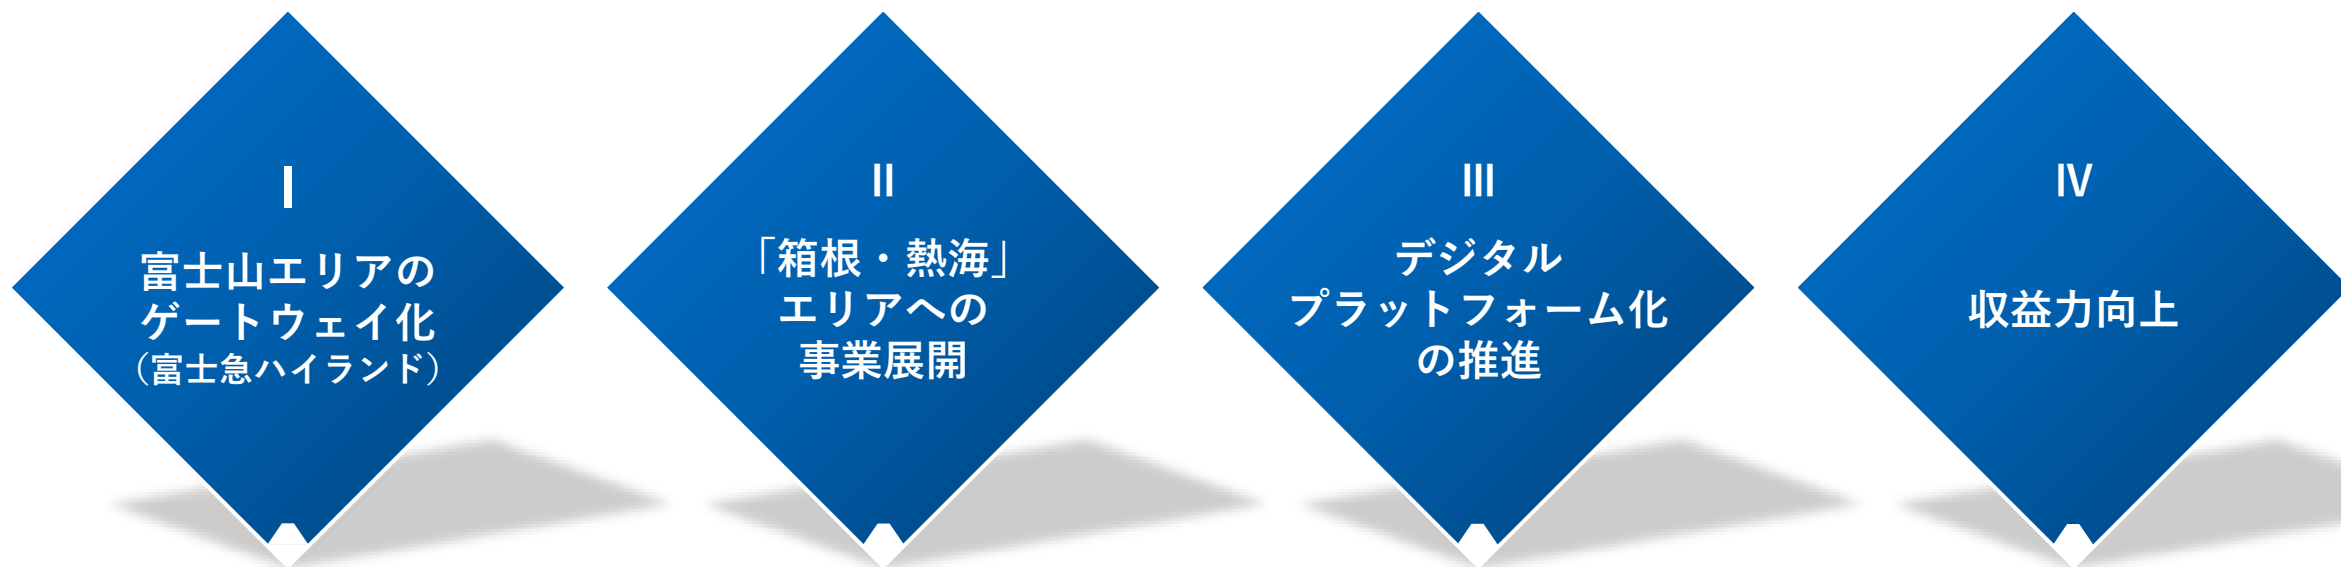 Ⅰ
富士山エリアの
ゲートウェイ化
（富士急ハイランド）
Ⅱ
「箱根・熱海」
エリアへの
事業展開
Ⅲ
デジタル
プラットフォーム化
の推進
Ⅳ
収益力向上